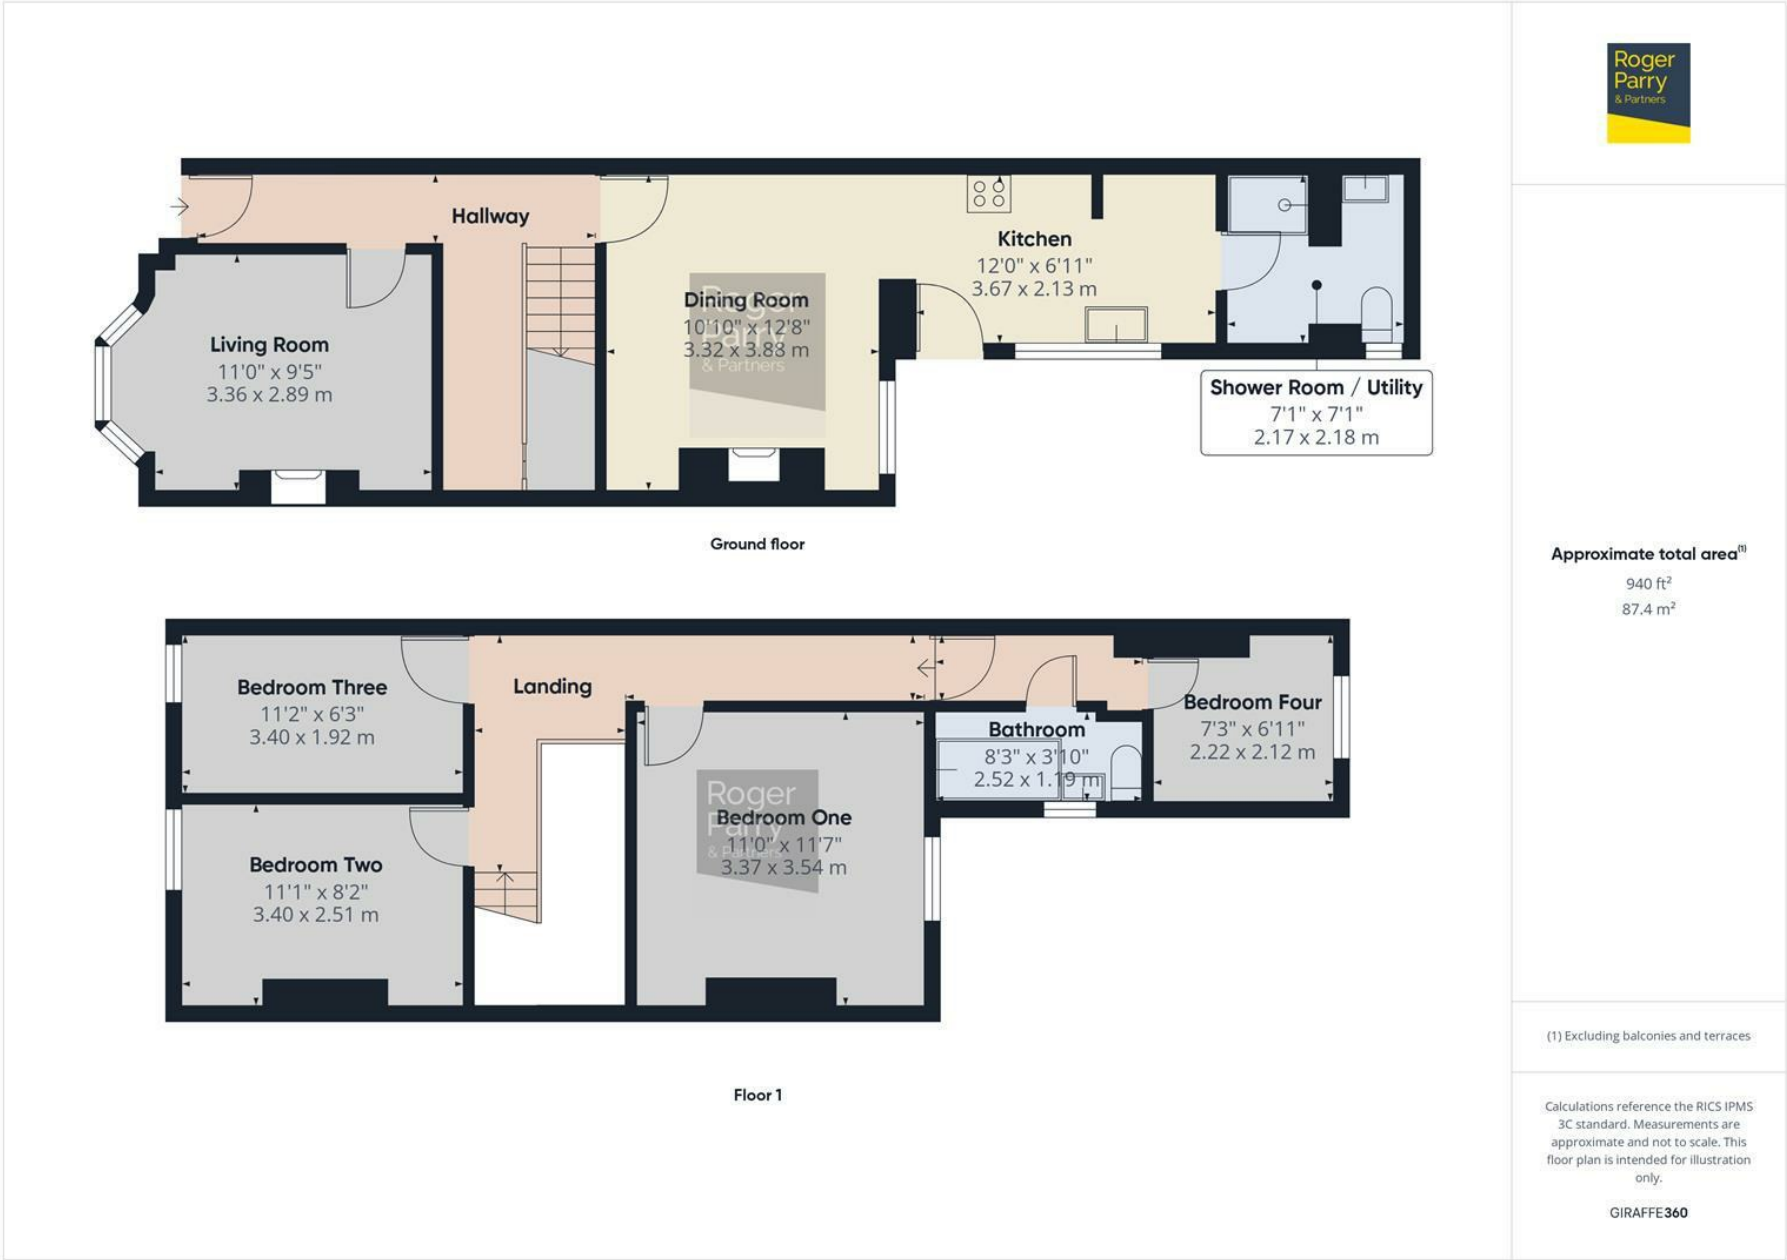 Roger
Parry
& Partners
Hallway
Kitchen
12'0" x 6'11"
3.67 x 2.13 m
Dining Room
10'10" x 12'8"
3.32 x 3.88 m
Roger
Parry
& Partners
Living Room
11'0" x 9'5"
3.36 x 2.89 m
Shower Room / Utility
7'1" x 7'1"
2.17 x 2.18 m
Ground floor
Bedroom Three
11'2" x 6'3"
3.40 x 1.92 m
Landing
Bedroom Four
7'3" x 6'11"
2.22 x 2.12 m
Bathroom
8'3" x 3'10"
2.52 x 1.19 m
Bedroom One
11'0" x 11'7"
3.37 x 3.54 m
Roger
Parry
& Partners
Bedroom Two
11'1" x 8'2"
3.40 x 2.51 m
Floor 1
Approximate total area(1)
940 ft²
87.4 m²
(1) Excluding balconies and terraces
Calculations reference the RICS IPMS
3C standard. Measurements are
approximate and not to scale. This
floor plan is intended for illustration
only.
GIRAFFE360